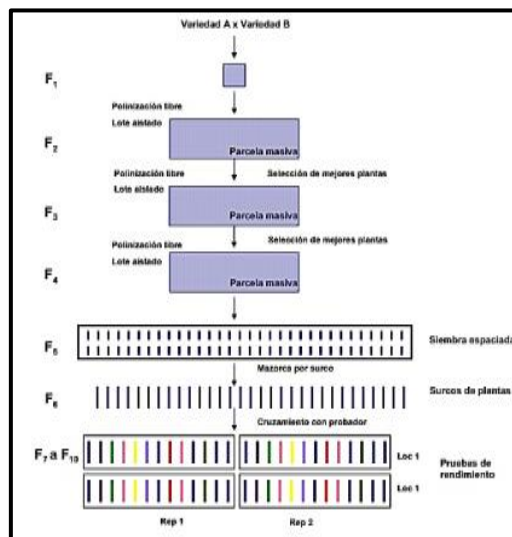 Variedad A x Variedad B
F1
Polinización libre
Lote aislado
F2
Parcela masiva
Polinización libre
Selección de mejores plantas
Lote aislado
F3
Parcela masiva
Polinización libre
Selección de mejores plantas
Lote aislado
F4
Parcela masiva
F5
Siembra espaciada
Mazorca por surco
F6
Surcos de plantas
Cruzamiento con probador
F7 a F10
Loc 1
Pruebas de
rendimiento
Loc 1
Rep 1
Rep 2